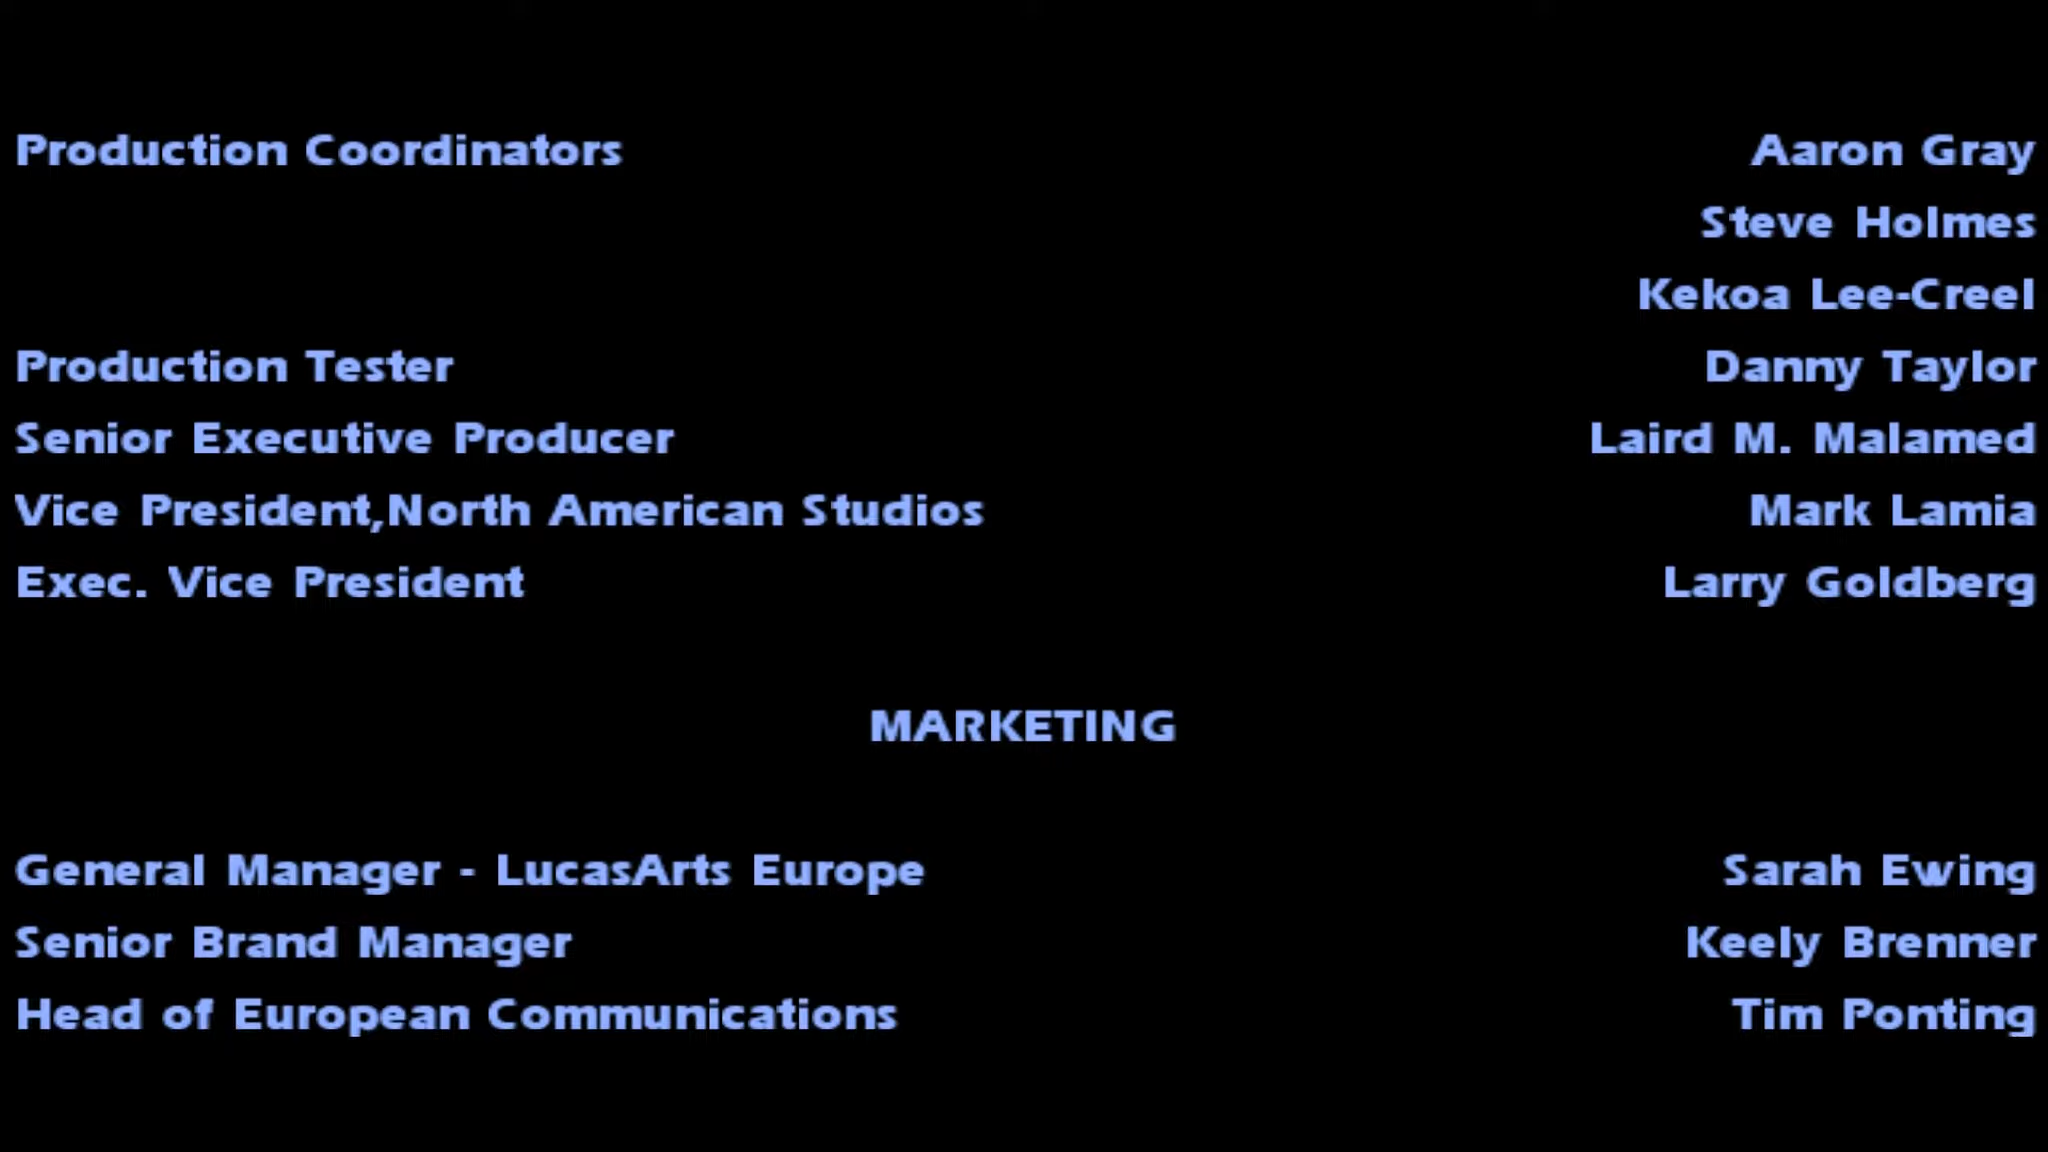 Production Coordinators Aaron Gray
Steve Holmes
Kekoa Lee-Creel
Production Tester Danny Taylor
Senior Executive Producer Laird M. Malamed
Vice President,North American Studios Mark Lamia
Exec. Vice President Larry Goldberg
MARKETING
General Manager - LucasArts Europe Sarah Ewing
Senior Brand Manager Keely Brenner
Head of European Communications Tim Ponting